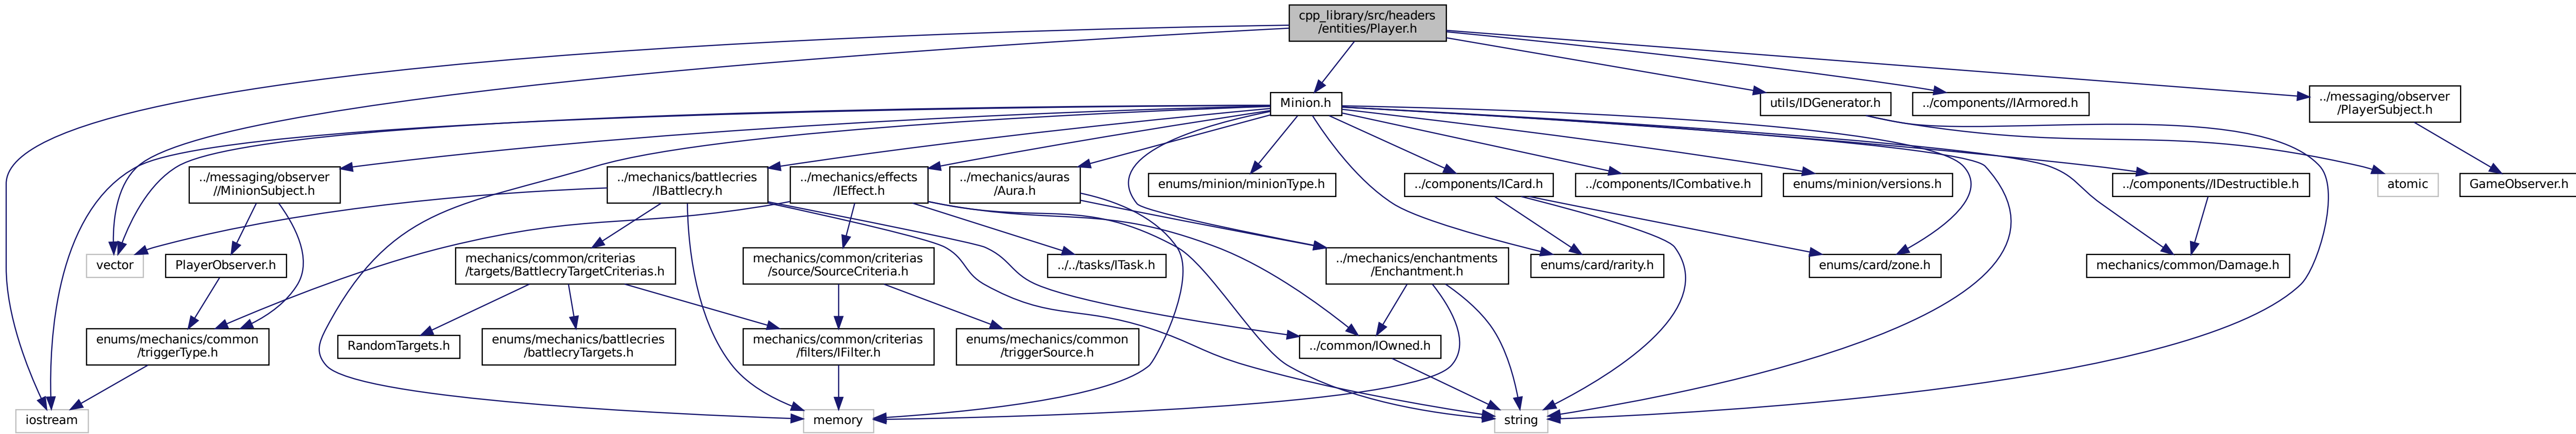 cpp_library/src/headers
/entities/Player.h
Minion.h
utils/IDGenerator.h
../components//IArmored.h
../messaging/observer
/PlayerSubject.h
../messaging/observer
//MinionSubject.h
../mechanics/battlecries
/IBattlecry.h
../mechanics/effects
/IEffect.h
../mechanics/auras
/Aura.h
enums/minion/minionType.h
../components/ICard.h
../components/ICombative.h
enums/minion/versions.h
../components//IDestructible.h
atomic
GameObserver.h
vector
PlayerObserver.h
mechanics/common/criterias
/targets/BattlecryTargetCriterias.h
mechanics/common/criterias
/source/SourceCriteria.h
../../tasks/ITask.h
../mechanics/enchantments
/Enchantment.h
enums/card/rarity.h
enums/card/zone.h
mechanics/common/Damage.h
enums/mechanics/common
/triggerType.h
RandomTargets.h
enums/mechanics/battlecries
/battlecryTargets.h
mechanics/common/criterias
/filters/IFilter.h
enums/mechanics/common
/triggerSource.h
../common/IOwned.h
iostream
memory
string